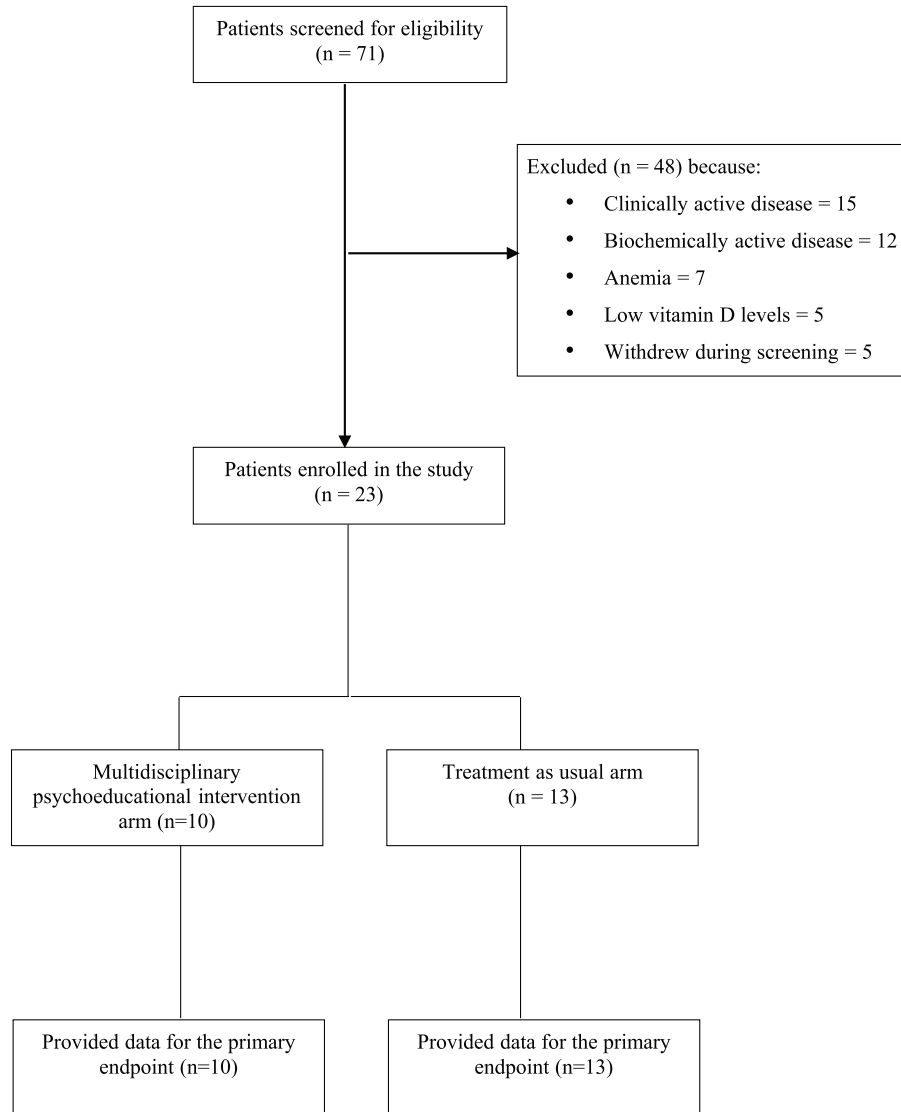 Patients screened for eligibility
(n = 71)
Excluded (n = 48) because:
• Clinically active disease = 15
• Biochemically active disease = 12
• Anemia = 7
• Low vitamin D levels = 5
• Withdrew during screening = 5
Patients enrolled in the study
(n = 23)
Multidisciplinary
psychoeducational intervention
arm (n=10)
Treatment as usual arm
(n = 13)
Provided data for the primary
endpoint (n=10)
Provided data for the primary
endpoint (n=13)